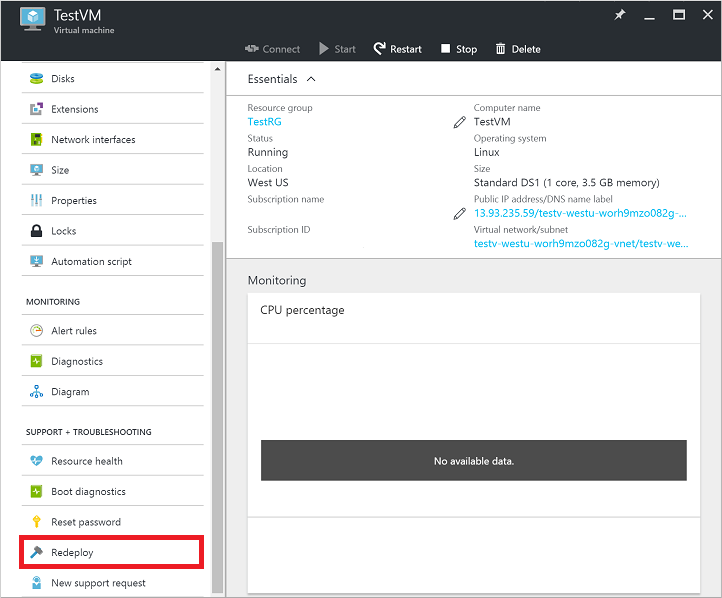 TestVM
Virtual machine
Connect Start Restart Stop Delete
Disks
Extensions
Network interfaces
Size
Properties
Locks
Automation script
MONITORING
Alert rules
Diagnostics
Diagram
SUPPORT + TROUBLESHOOTING
Resource health
Boot diagnostics
Reset password
Redeploy
New support request
Essentials
Resource group
TestRG
Status
Running
Location
West US
Subscription name
Subscription ID
Computer name
TestVM
Operating system
Linux
Size
Standard DS1 (1 core, 3.5 GB memory)
Public IP address/DNS name label
13.93.235.59/testv-westu-worh9mzo082g-...
Virtual network/subnet
testv-westu-worh9mzo082g-vnet/testv-we...
Monitoring
CPU percentage
No available data.